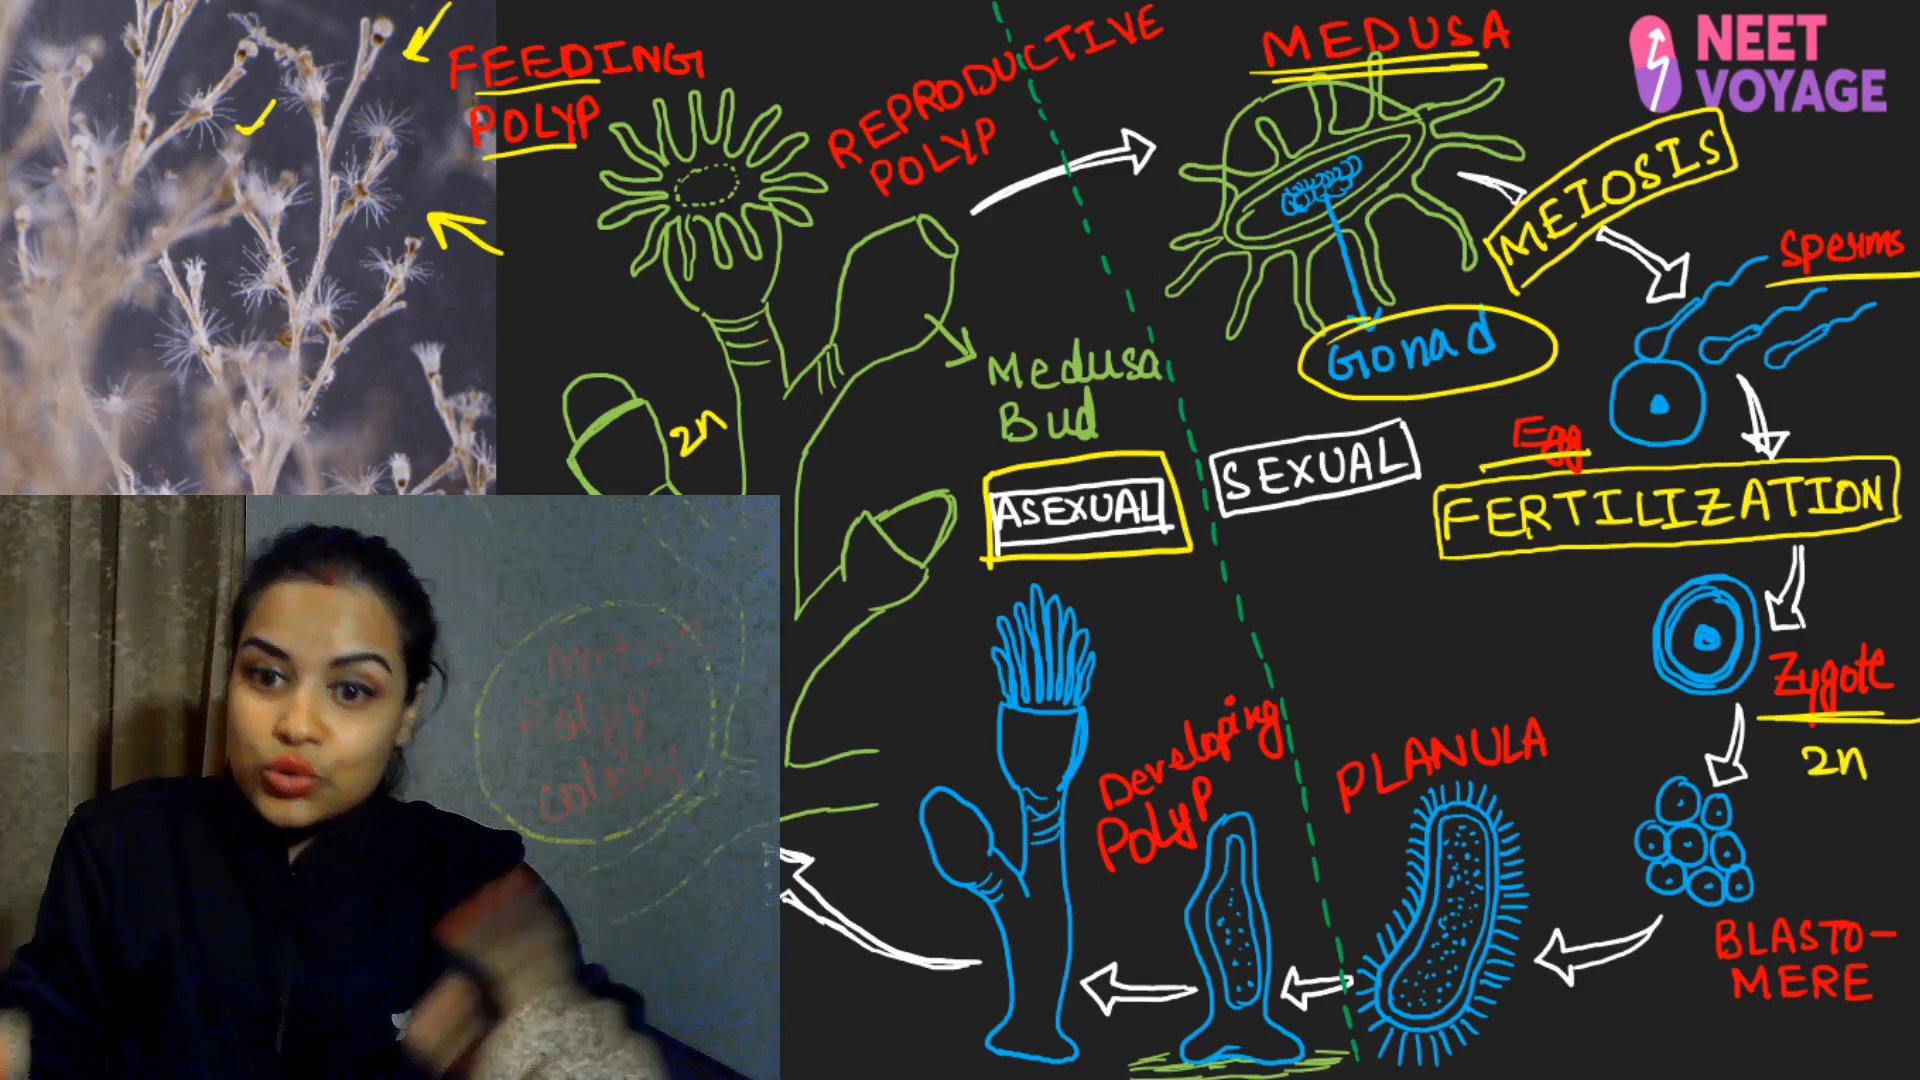 FEEDING
POLYP
REPRODUCTIVE
POLYP
MEDUSA
NEET
VOYAGE
MEIOSIS
Sperms
Gonad
Medusa
Bud
2n
ASEXUAL
SEXUAL
Egg
FERTILIZATION
Zygote
2n
Developing
POLYP
PLANULA
BLASTO-
MERE